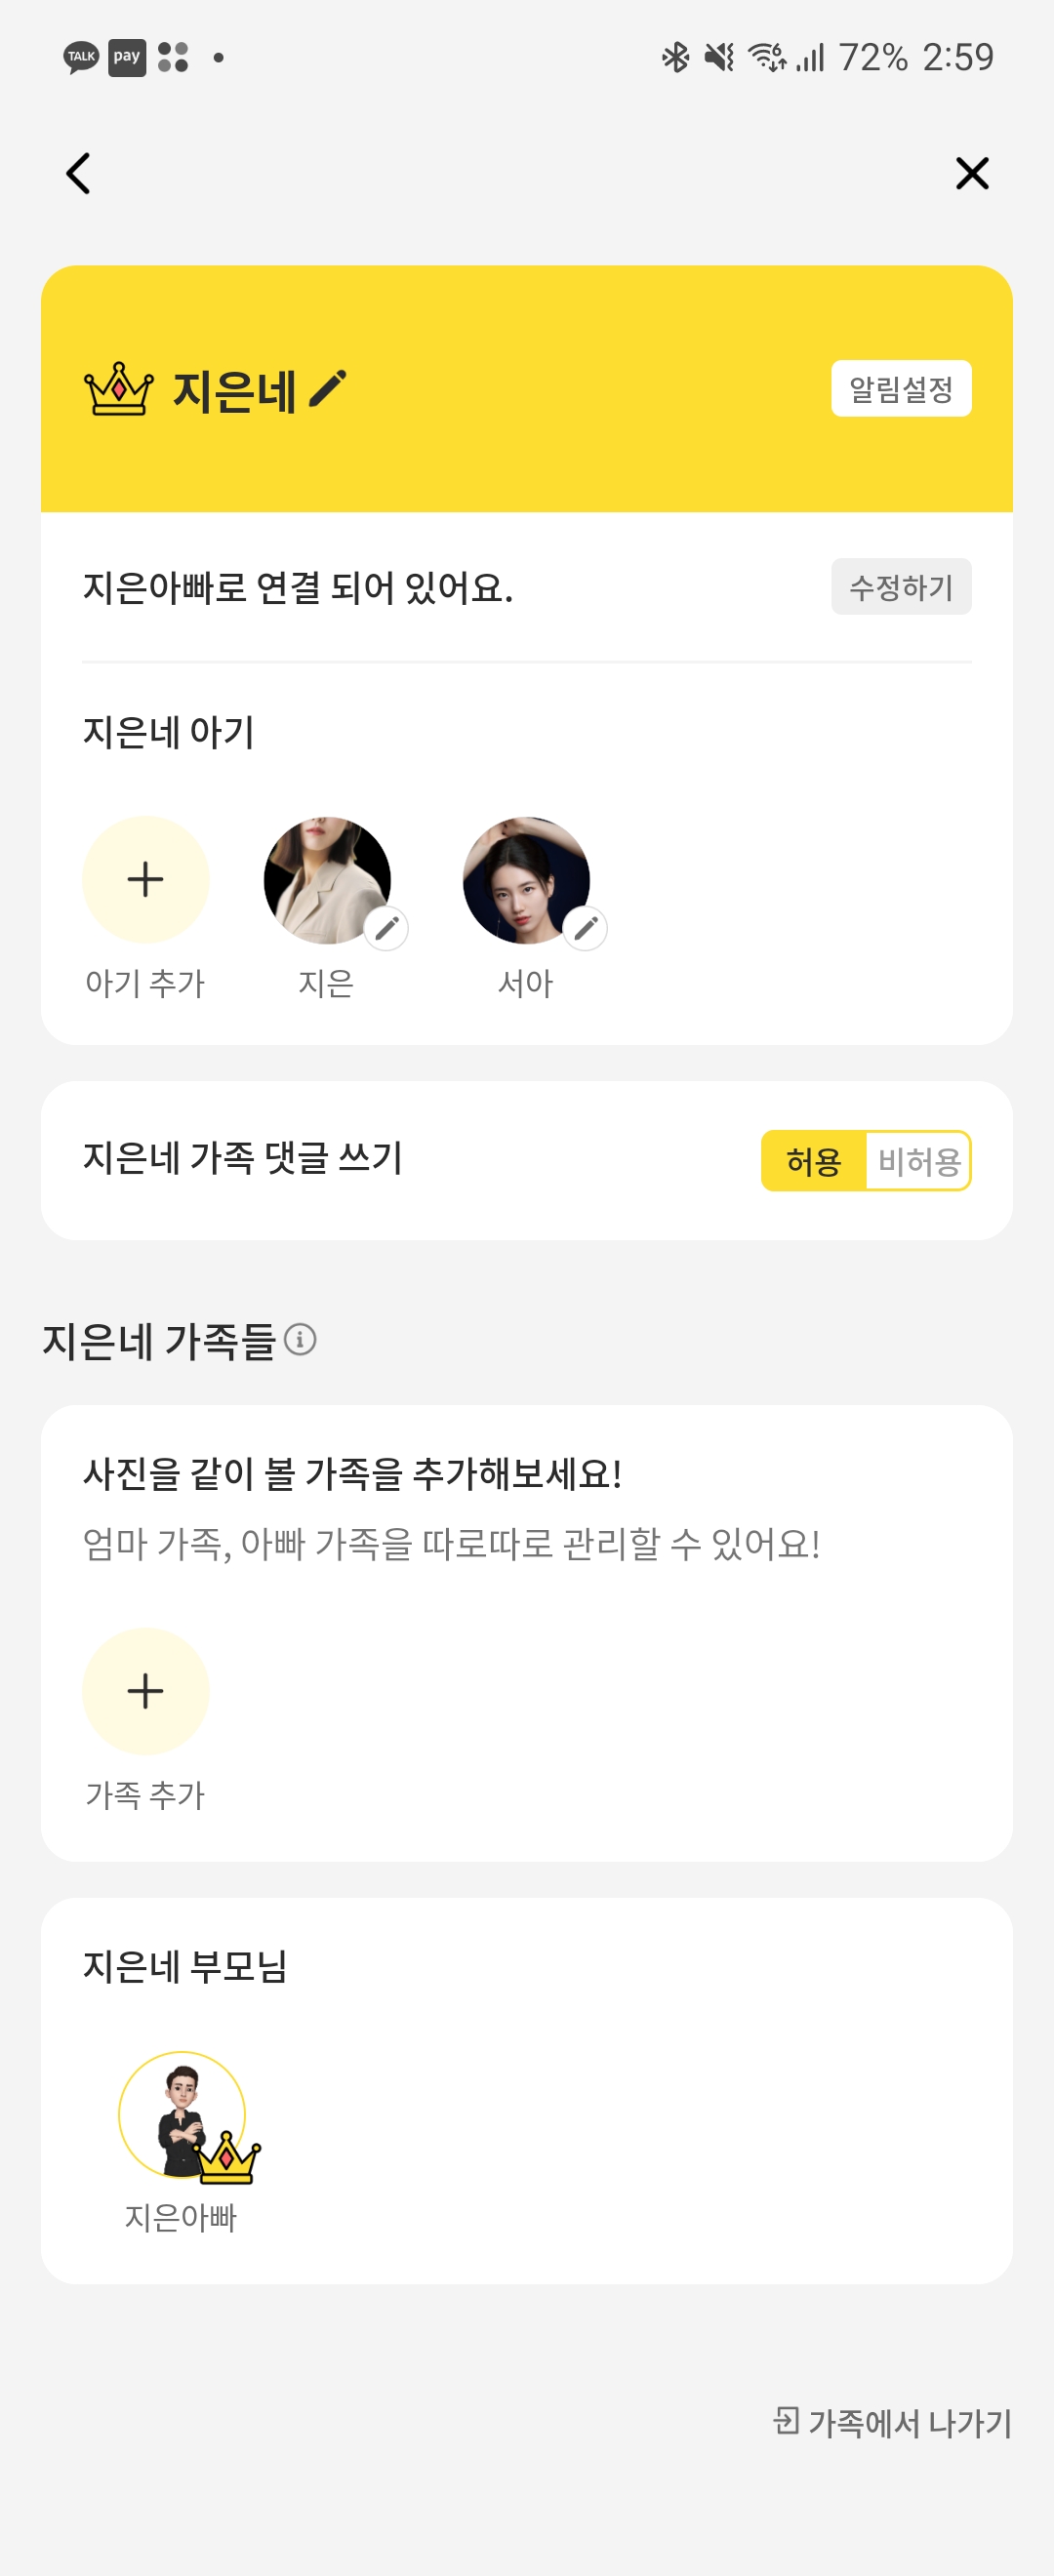 TALK pay 72% 2:59
지은네 알림설정
지은아빠로 연결 되어 있어요. 수정하기
지은네 아기
아기 추가 지은 서아
지은네 가족 댓글 쓰기 허용 비허용
지은네 가족들
사진을 같이 볼 가족을 추가해보세요!
엄마 가족, 아빠 가족을 따로따로 관리할 수 있어요!
가족 추가
지은네 부모님
지은아빠
가족에서 나가기